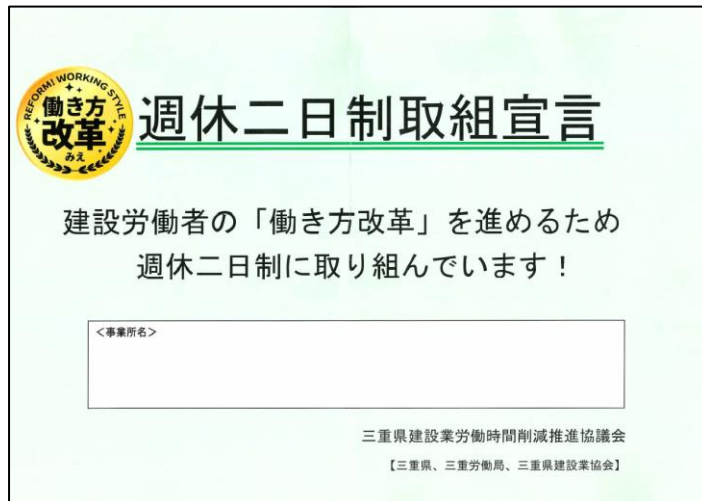 REFORM! WORKING STYLE
働き方
改革
みえ
週休二日制取組宣言
建設労働者の「働き方改革」を進めるため
週休二日制に取り組んでいます！
＜事業所名＞
三重県建設業労働時間削減推進協議会
【三重県、三重労働局、三重県建設業協会】